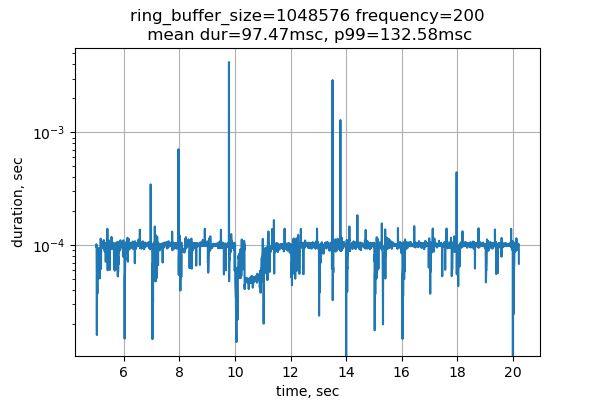 ring_buffer_size=1048576 frequency=200
mean dur=97.47msc, p99=132.58msc
duration, sec
10⁻³
10⁻⁴
6 8 10 12 14 16 18 20
time, sec